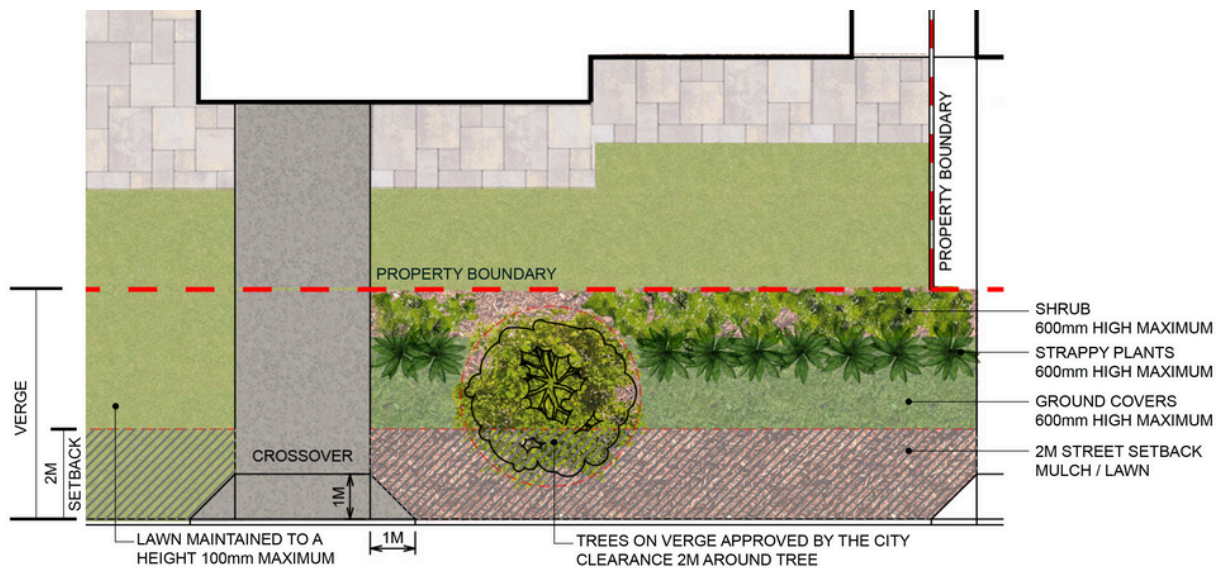 PROPERTY BOUNDARY
PROPERTY BOUNDARY
VERGE
2M
SETBACK
CROSSOVER
1M
1M
SHRUB
600mm HIGH MAXIMUM
STRAPPY PLANTS
600mm HIGH MAXIMUM
GROUND COVERS
600mm HIGH MAXIMUM
2M STREET SETBACK
MULCH / LAWN
LAWN MAINTAINED TO A
HEIGHT 100mm MAXIMUM
TREES ON VERGE APPROVED BY THE CITY
CLEARANCE 2M AROUND TREE